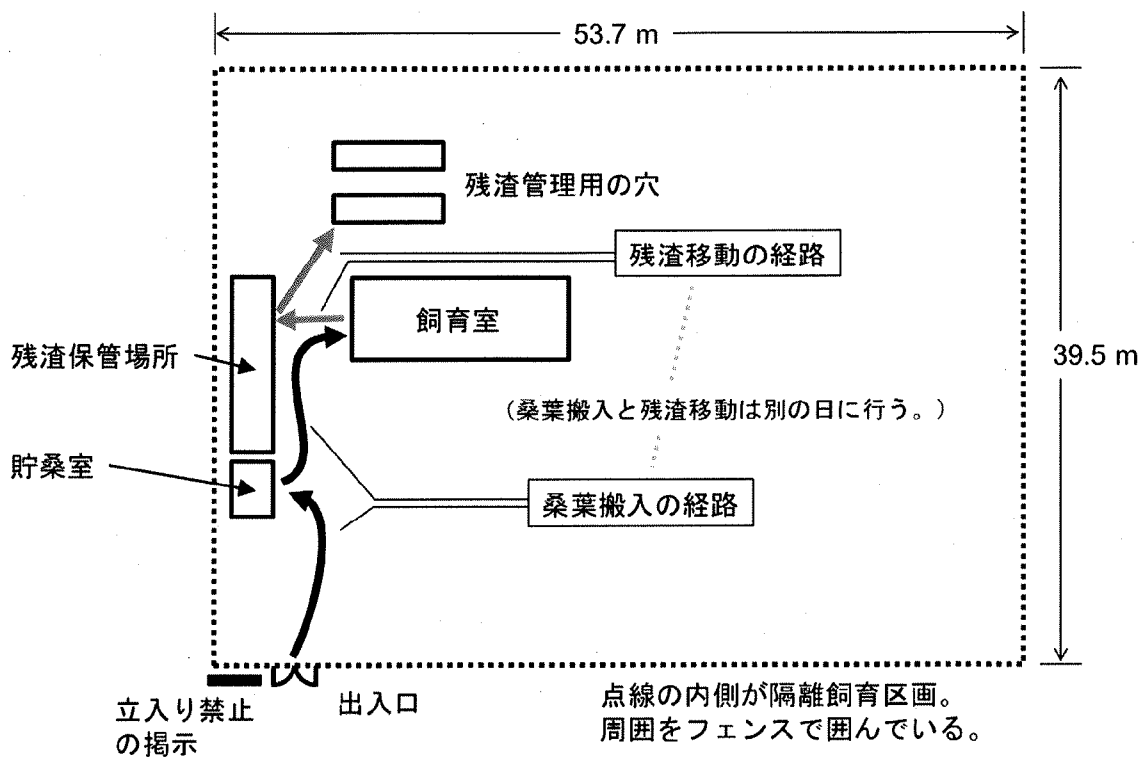 53.7 m
残渣管理用の穴
残渣移動の経路
飼育室
39.5 m
残渣保管場所
（桑葉搬入と残渣移動は別の日に行う。）
貯桑室
桑葉搬入の経路
立入り禁止
の掲示
出入口
点線の内側が隔離飼育区画。
周囲をフェンスで囲んでいる。